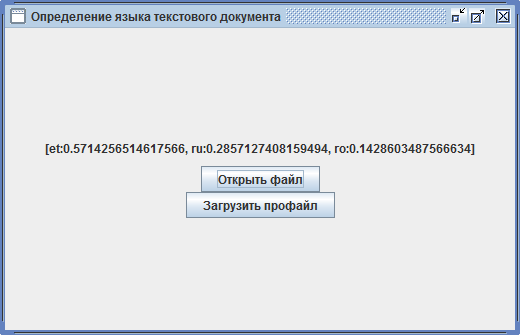 Определение языка текстового документа
[et:0.5714256514617566, ru:0.2857127408159494, ro:0.1428603487566634]
Открыть файл
Загрузить профайл